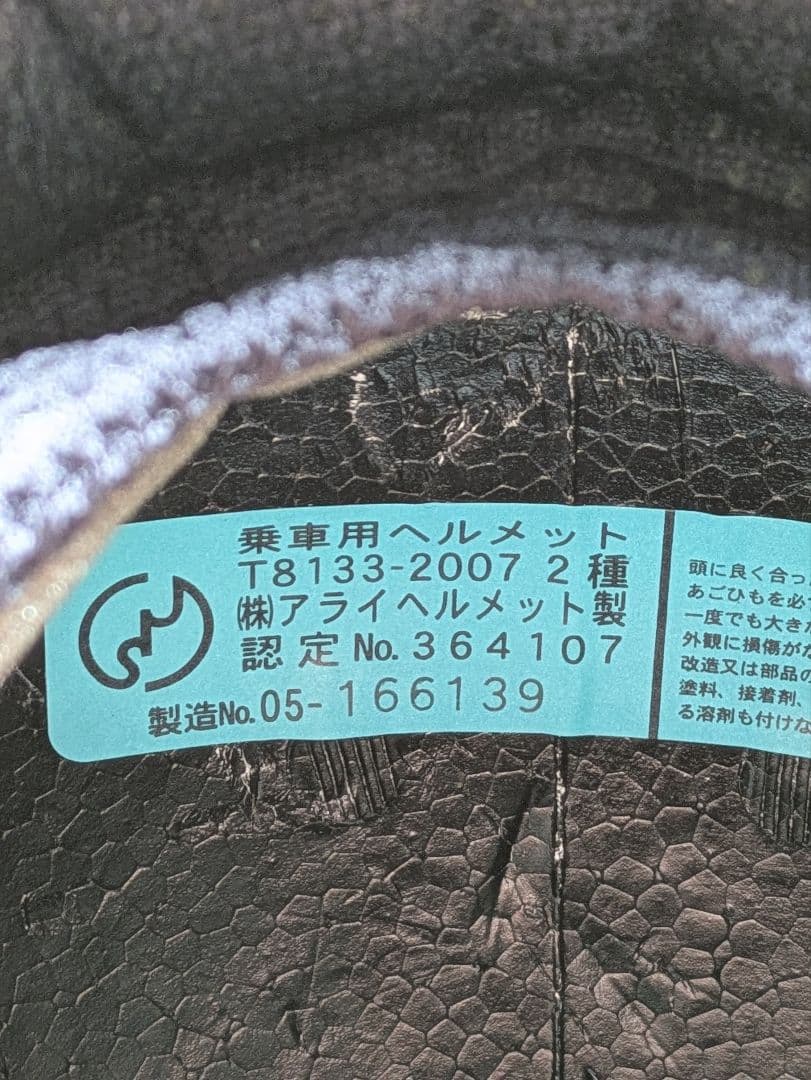 乗車用ヘルメット
T8133-2007 2種
㈱アライヘルメット製
認定No.364107
製造No.05-166139
頭に良く合っ
あごひもを必
一度でも大き
外観に損傷が
改造又は部品の
塗料、接着剤、
る溶剤も付けな